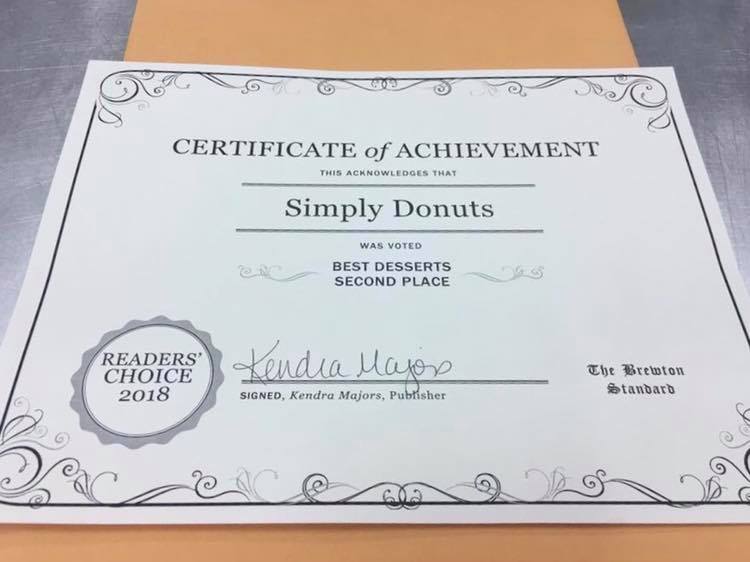 CERTIFICATE of ACHIEVEMENT
THIS ACKNOWLEDGES THAT
Simply Donuts
WAS VOTED
BEST DESSERTS
SECOND PLACE
READERS'
CHOICE
2018
Kendra Majors
SIGNED, Kendra Majors, Publisher
The Brewton
Standard